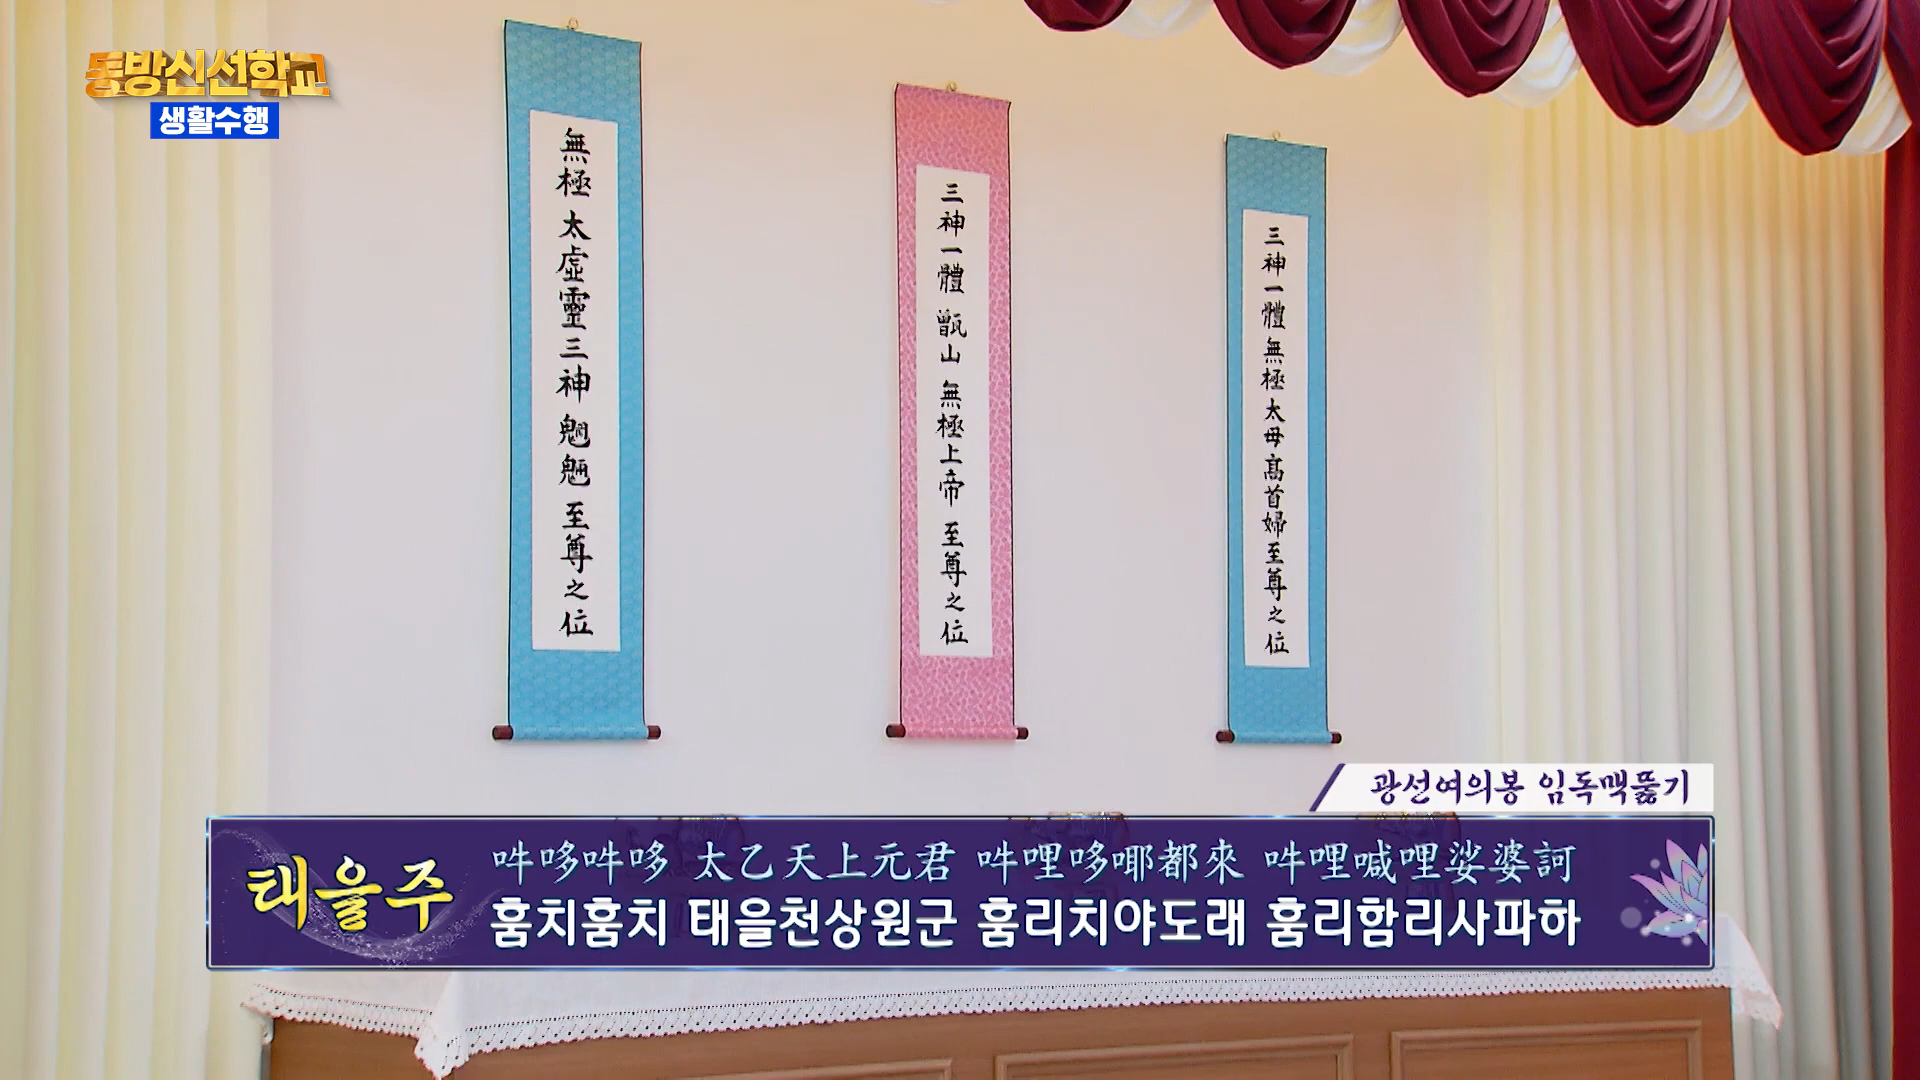 동방신선학교
생활수행
無極 太虛靈三神 魍魎 至尊之位
三神一體 甑山 無極上帝 至尊之位
三神一體 無極 太母 高首婦 至尊之位
광선여의봉 임독맥뚫기
태을주
吽哆吽哆 太乙天上元君 吽哩哆㖿都來 吽哩喊哩娑婆訶
훔치훔치 태을천상원군 훔리치야도래 훔리함리사파하